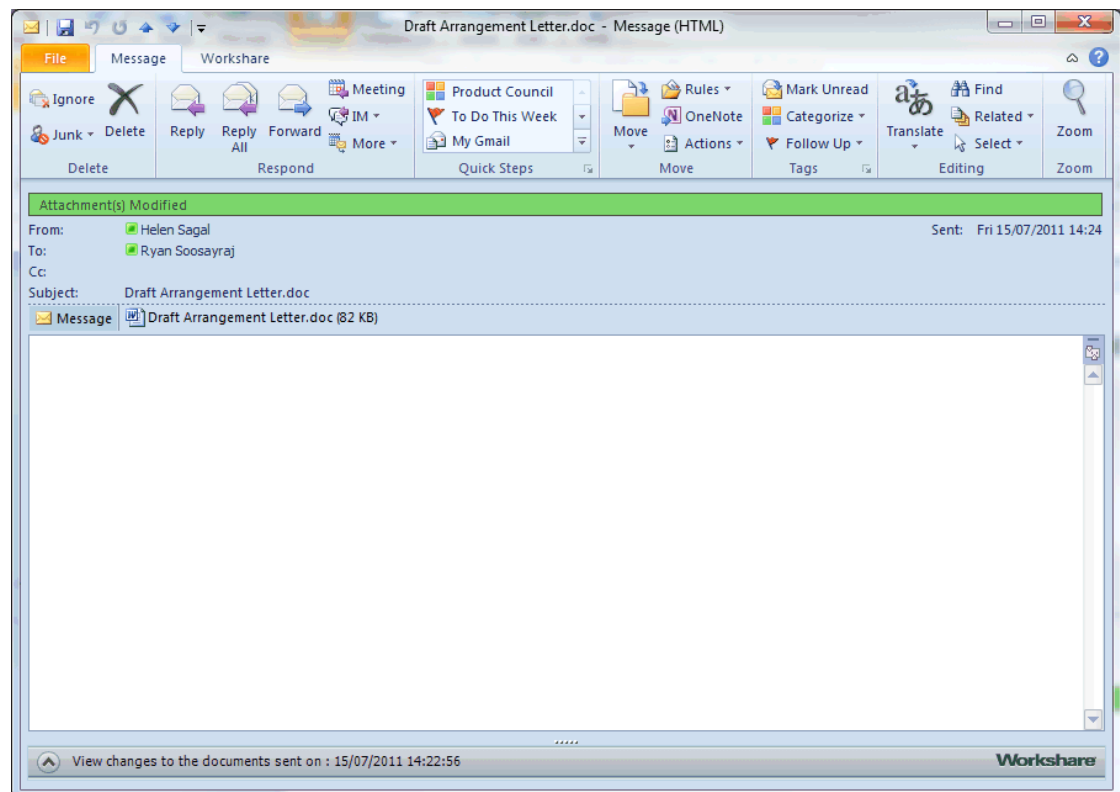 Draft Arrangement Letter.doc - Message (HTML)
File Message Workshare
Ignore
Junk
Delete
Delete
Reply
Reply All
Forward
Meeting
IM
More
Respond
Product Council
To Do This Week
My Gmail
Quick Steps
Move
Rules
OneNote
Actions
Move
Mark Unread
Categorize
Follow Up
Tags
Translate
Find
Related
Select
Editing
Zoom
Zoom
Attachment(s) Modified
From: Helen Sagal Sent: Fri 15/07/2011 14:24
To: Ryan Soosayraj
Cc:
Subject: Draft Arrangement Letter.doc
Message Draft Arrangement Letter.doc (82 KB)
View changes to the documents sent on : 15/07/2011 14:22:56 Workshare